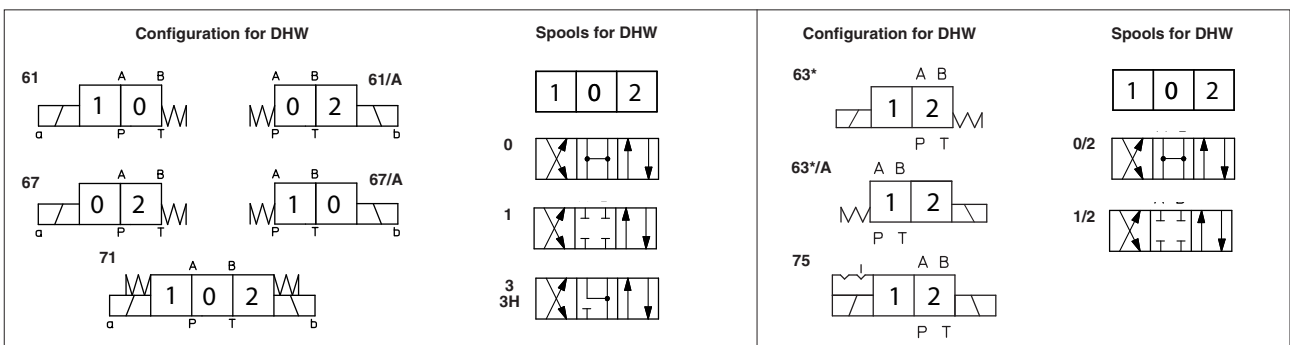 Configuration for DHW
Spools for DHW
Configuration for DHW
Spools for DHW
61
A B
1 0
a P T
61/A
A B
0 2
P T b
67
A B
0 2
a P T
67/A
A B
1 0
P T b
71
A B
1 0 2
a P T b
1 0 2
0
1
3
3H
63*
A B
1 2
P T
63*/A
A B
1 2
P T
75
A B
1 2
P T
1 0 2
0/2
1/2